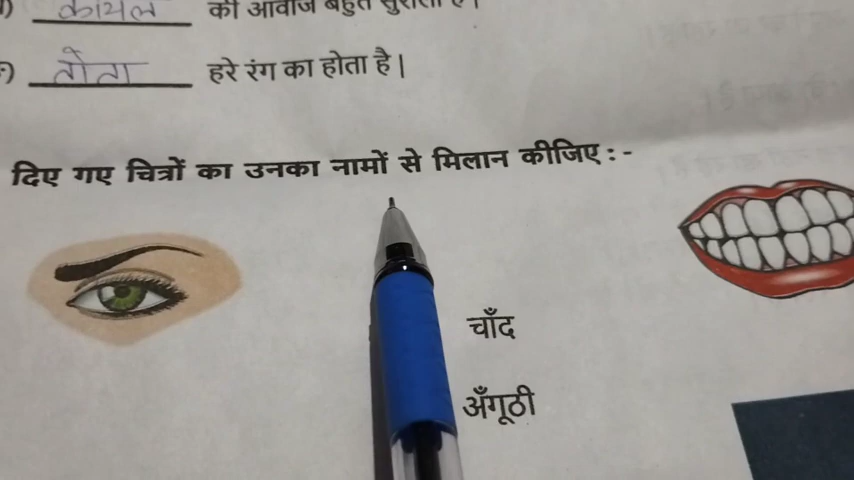 कोयल की आवाज बहुत सुरीली है।
तोता हरे रंग का होता है।
दिए गए चित्रों का उनका नामों से मिलान कीजिए : -
चाँद
अँगूठी